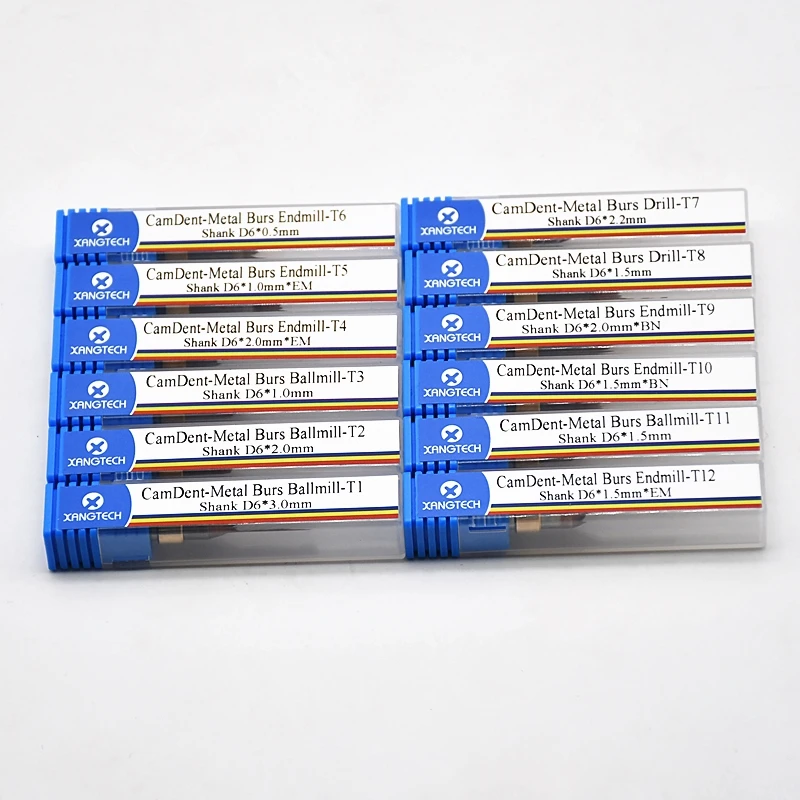 XANGTECH
CamDent-Metal Burs Endmill-T6
Shank D6*0.5mm
XANGTECH
CamDent-Metal Burs Endmill-T5
Shank D6*1.0mm*EM
XANGTECH
CamDent-Metal Burs Endmill-T4
Shank D6*2.0mm*EM
XANGTECH
CamDent-Metal Burs Ballmill-T3
Shank D6*1.0mm
XANGTECH
CamDent-Metal Burs Ballmill-T2
Shank D6*2.0mm
XANGTECH
CamDent-Metal Burs Ballmill-T1
Shank D6*3.0mm
XANGTECH
CamDent-Metal Burs Drill-T7
Shank D6*2.2mm
XANGTECH
CamDent-Metal Burs Drill-T8
Shank D6*1.5mm
XANGTECH
CamDent-Metal Burs Endmill-T9
Shank D6*2.0mm*BN
XANGTECH
CamDent-Metal Burs Endmill-T10
Shank D6*1.5mm*BN
XANGTECH
CamDent-Metal Burs Ballmill-T11
Shank D6*1.5mm
XANGTECH
CamDent-Metal Burs Endmill-T12
Shank D6*1.5mm*EM